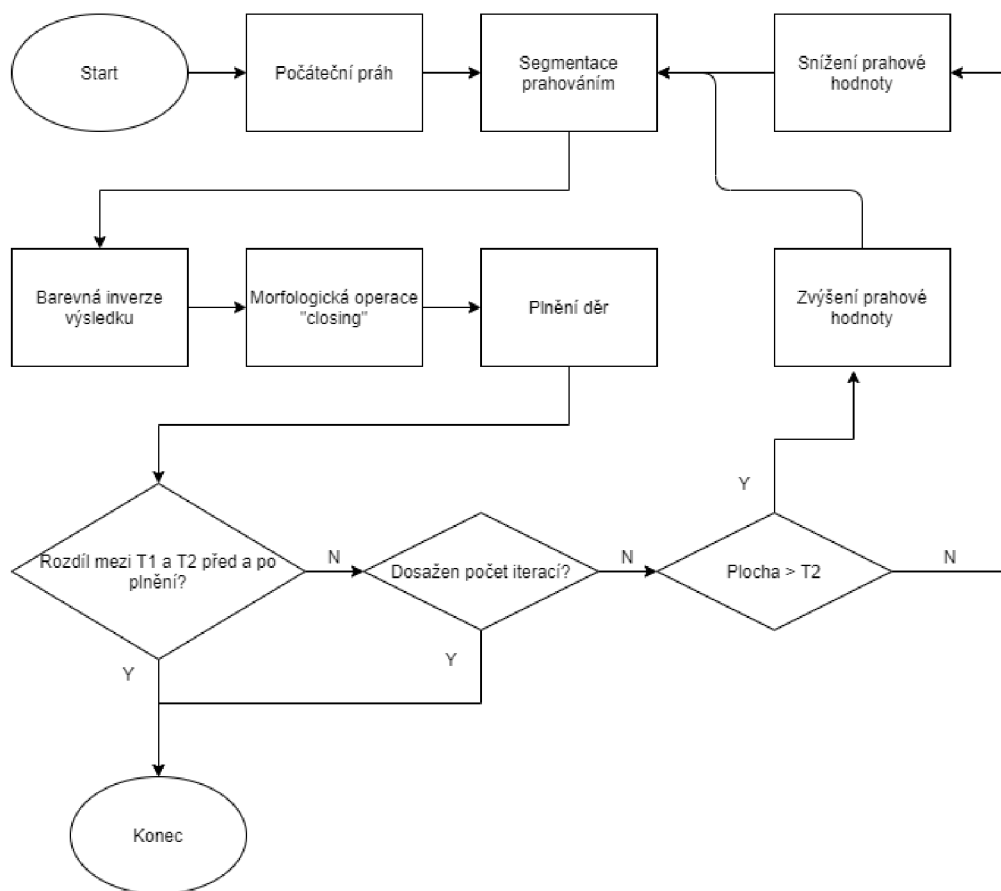 Start
Počáteční práh
Segmentace
prahováním
Snížení prahové
hodnoty
Barevná inverze
výsledku
Morfologická operace
"closing"
Plnění děr
Zvýšení prahové
hodnoty
Y
Rozdíl mezi T1 a T2 před a po
plnění?
N
Dosažen počet iterací?
N
Plocha > T2
N
Y
Y
Konec